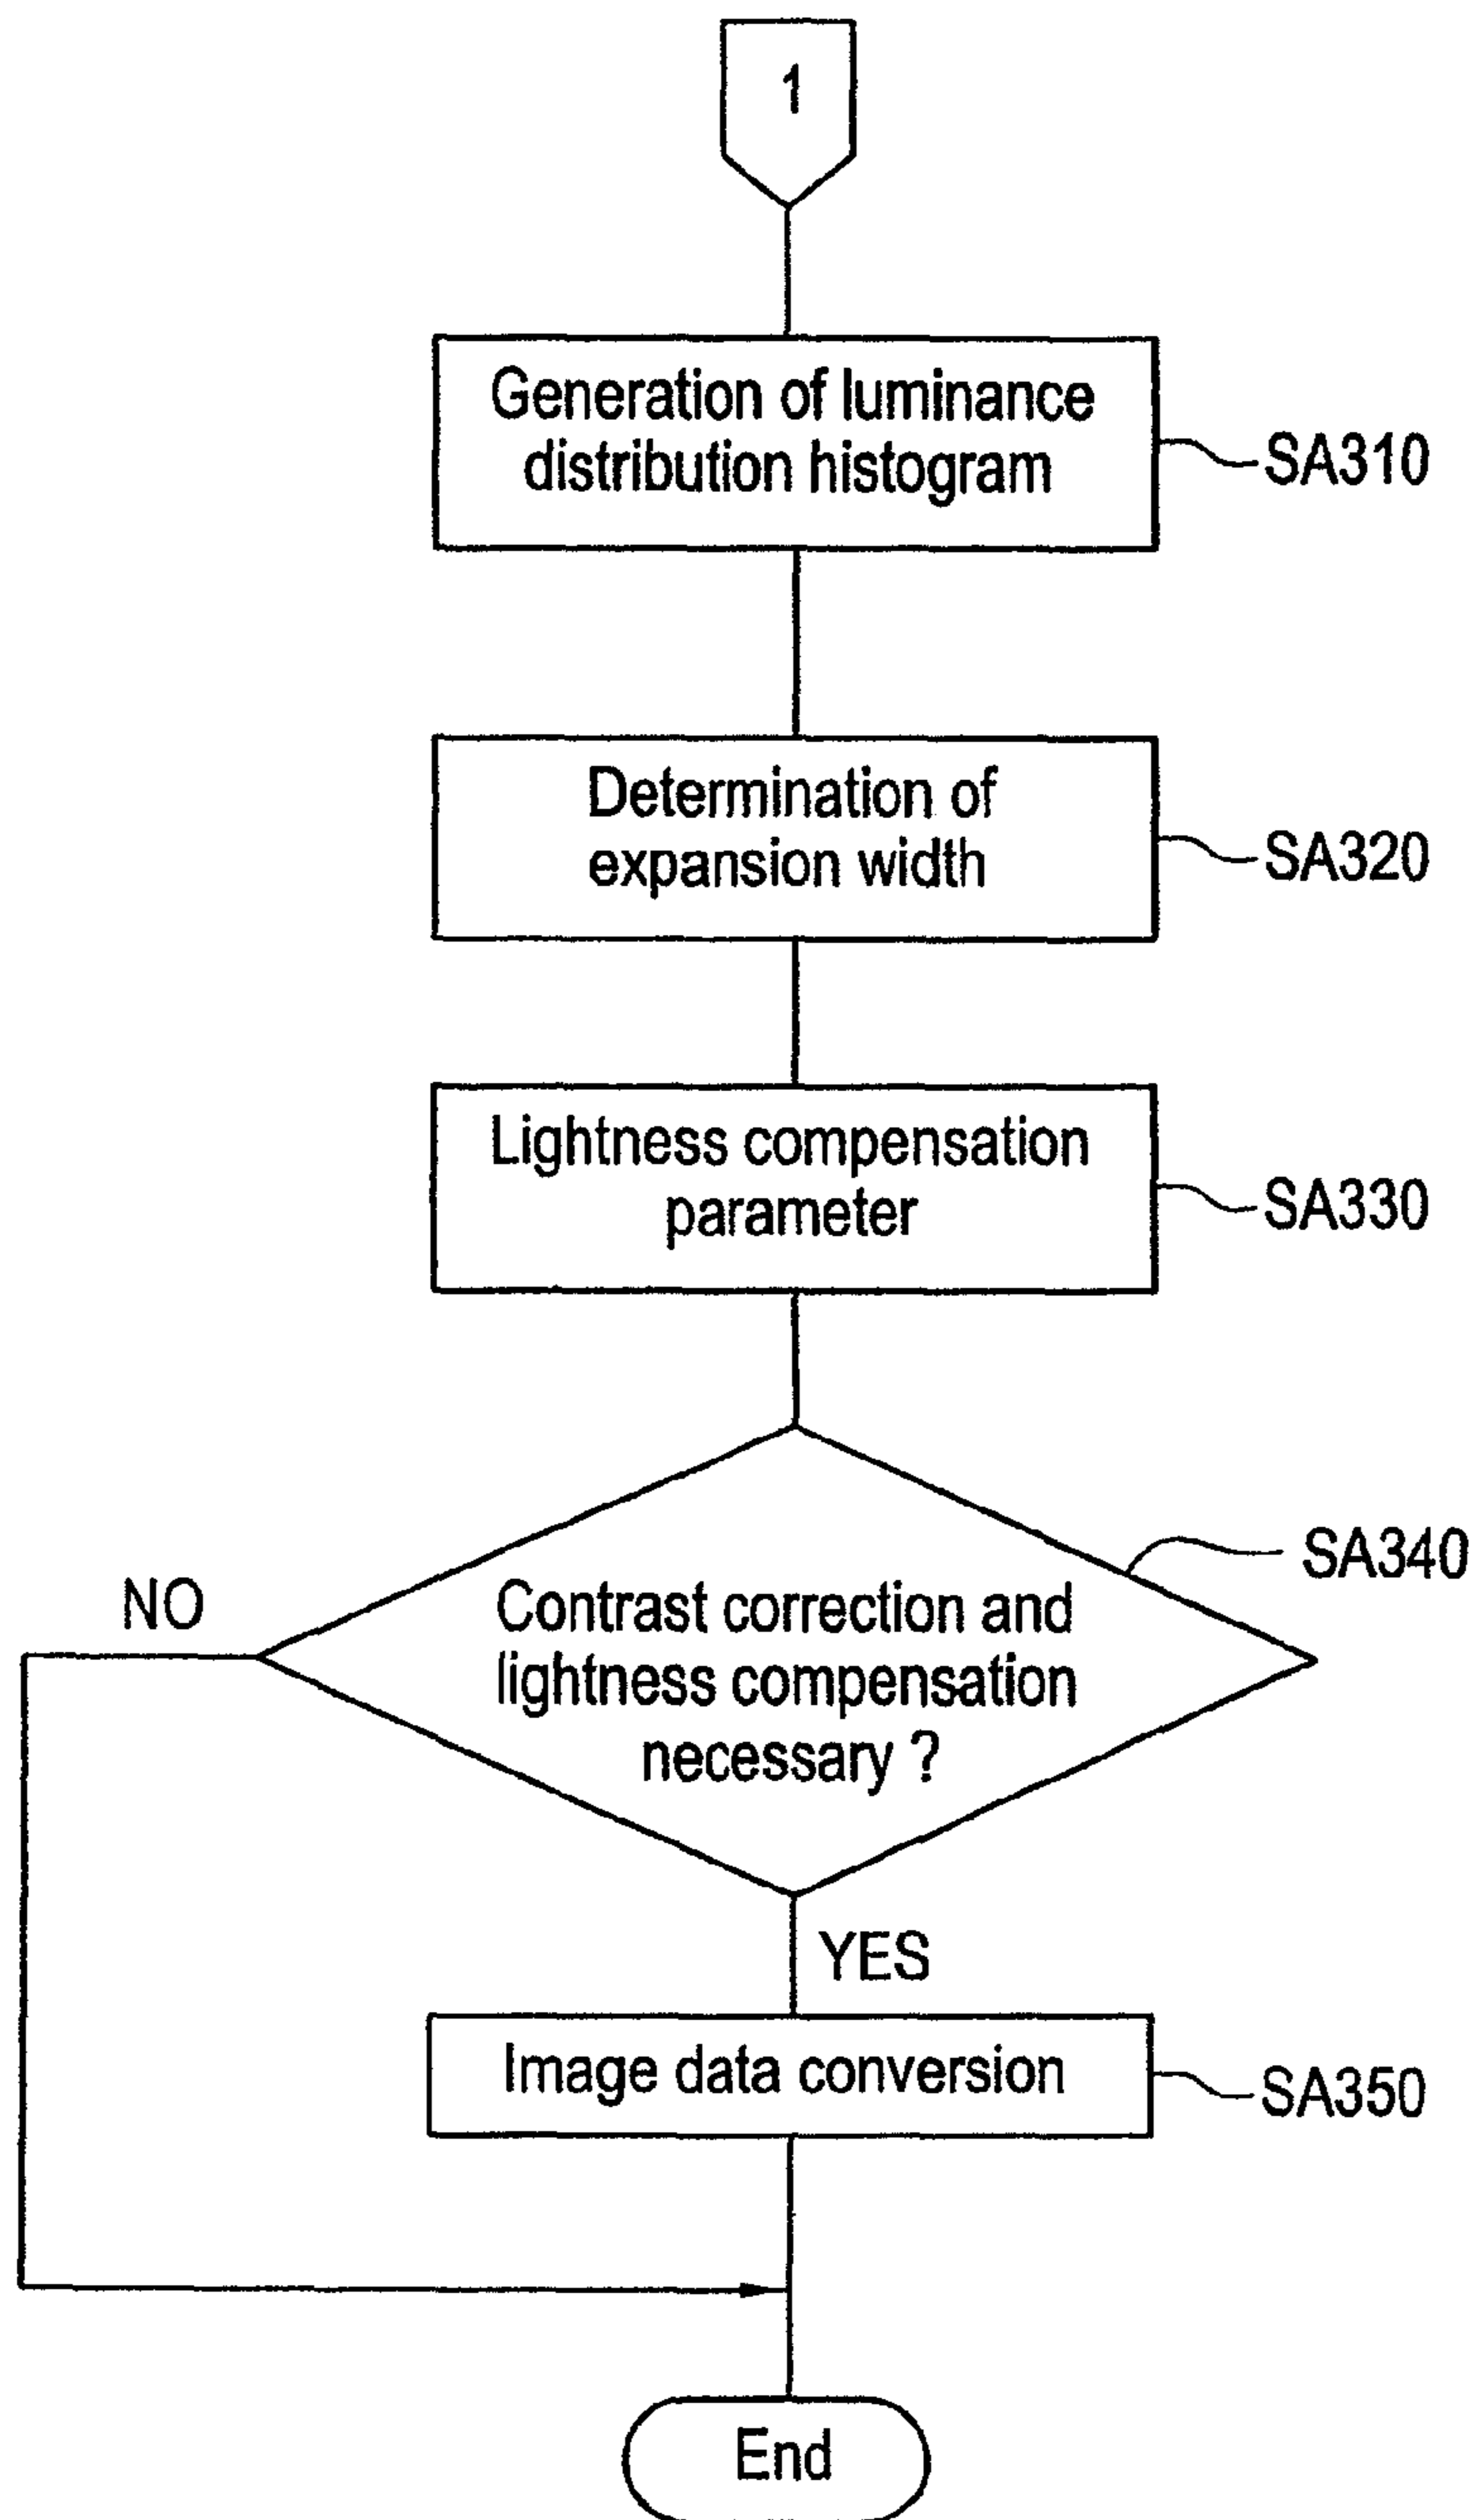 1
Generation of luminance
distribution histogram
SA310
Determination of
expansion width
SA320
Lightness compensation
parameter
SA330
SA340
NO
Contrast correction and
lightness compensation
necessary ?
YES
Image data conversion
SA350
End